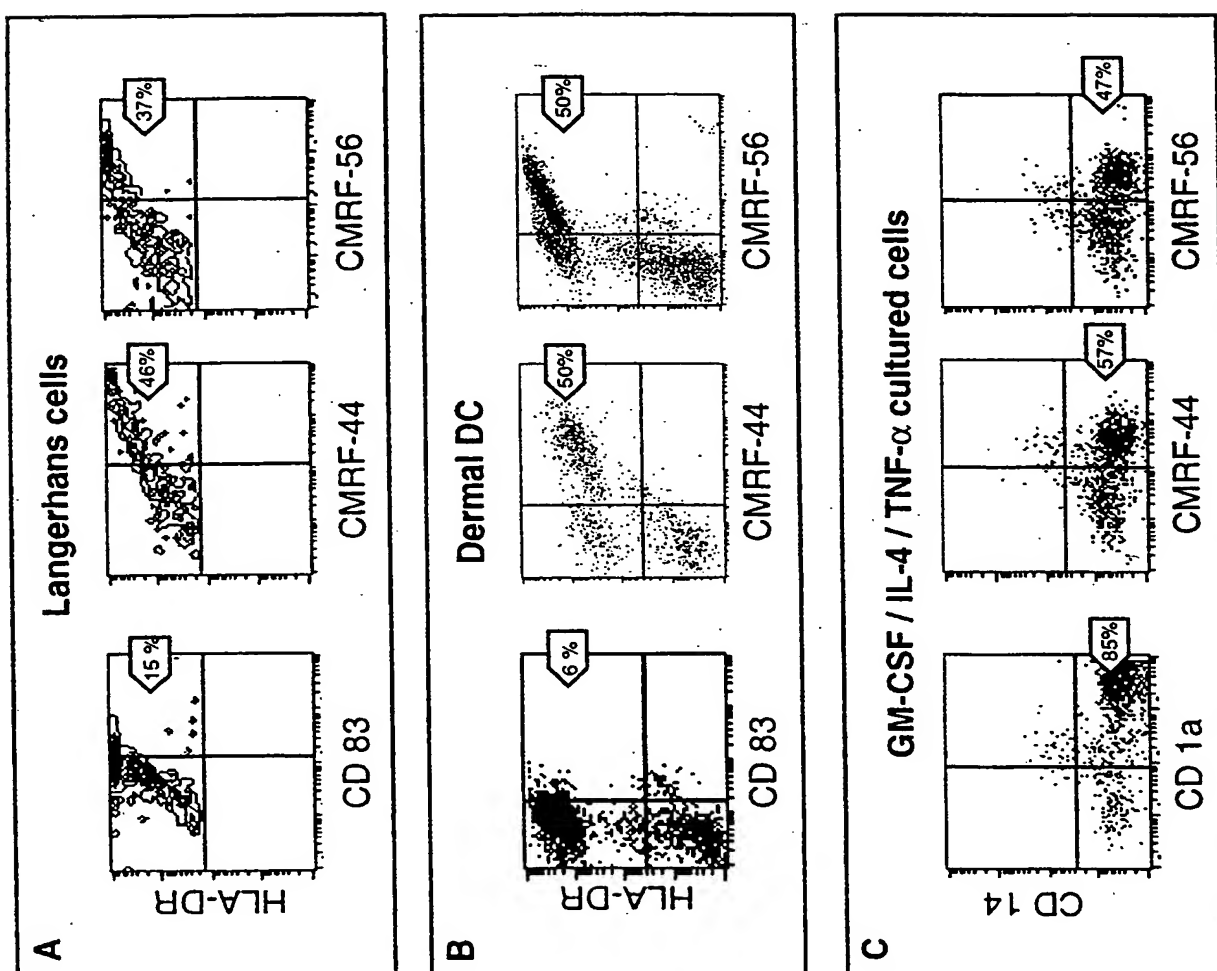 A
Langerhans cells
HLA-DR
15 %
46%
37%
CD 83
CMRF-44
CMRF-56
B
Dermal DC
HLA-DR
6 %
50%
50%
CD 83
CMRF-44
CMRF-56
C
GM-CSF / IL-4 / TNF-α cultured cells
CD 14
85%
57%
47%
CD 1a
CMRF-44
CMRF-56